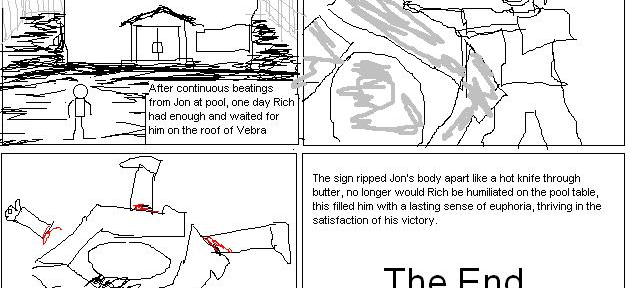 After continuous beatings
from Jon at pool, one day Rich
had enough and waited for
him on the roof of Vebra
The sign ripped Jon's body apart like a hot knife through
butter, no longer would Rich be humiliated on the pool table,
this filled him with a lasting sense of euphoria, thriving in the
satisfaction of his victory.
The End